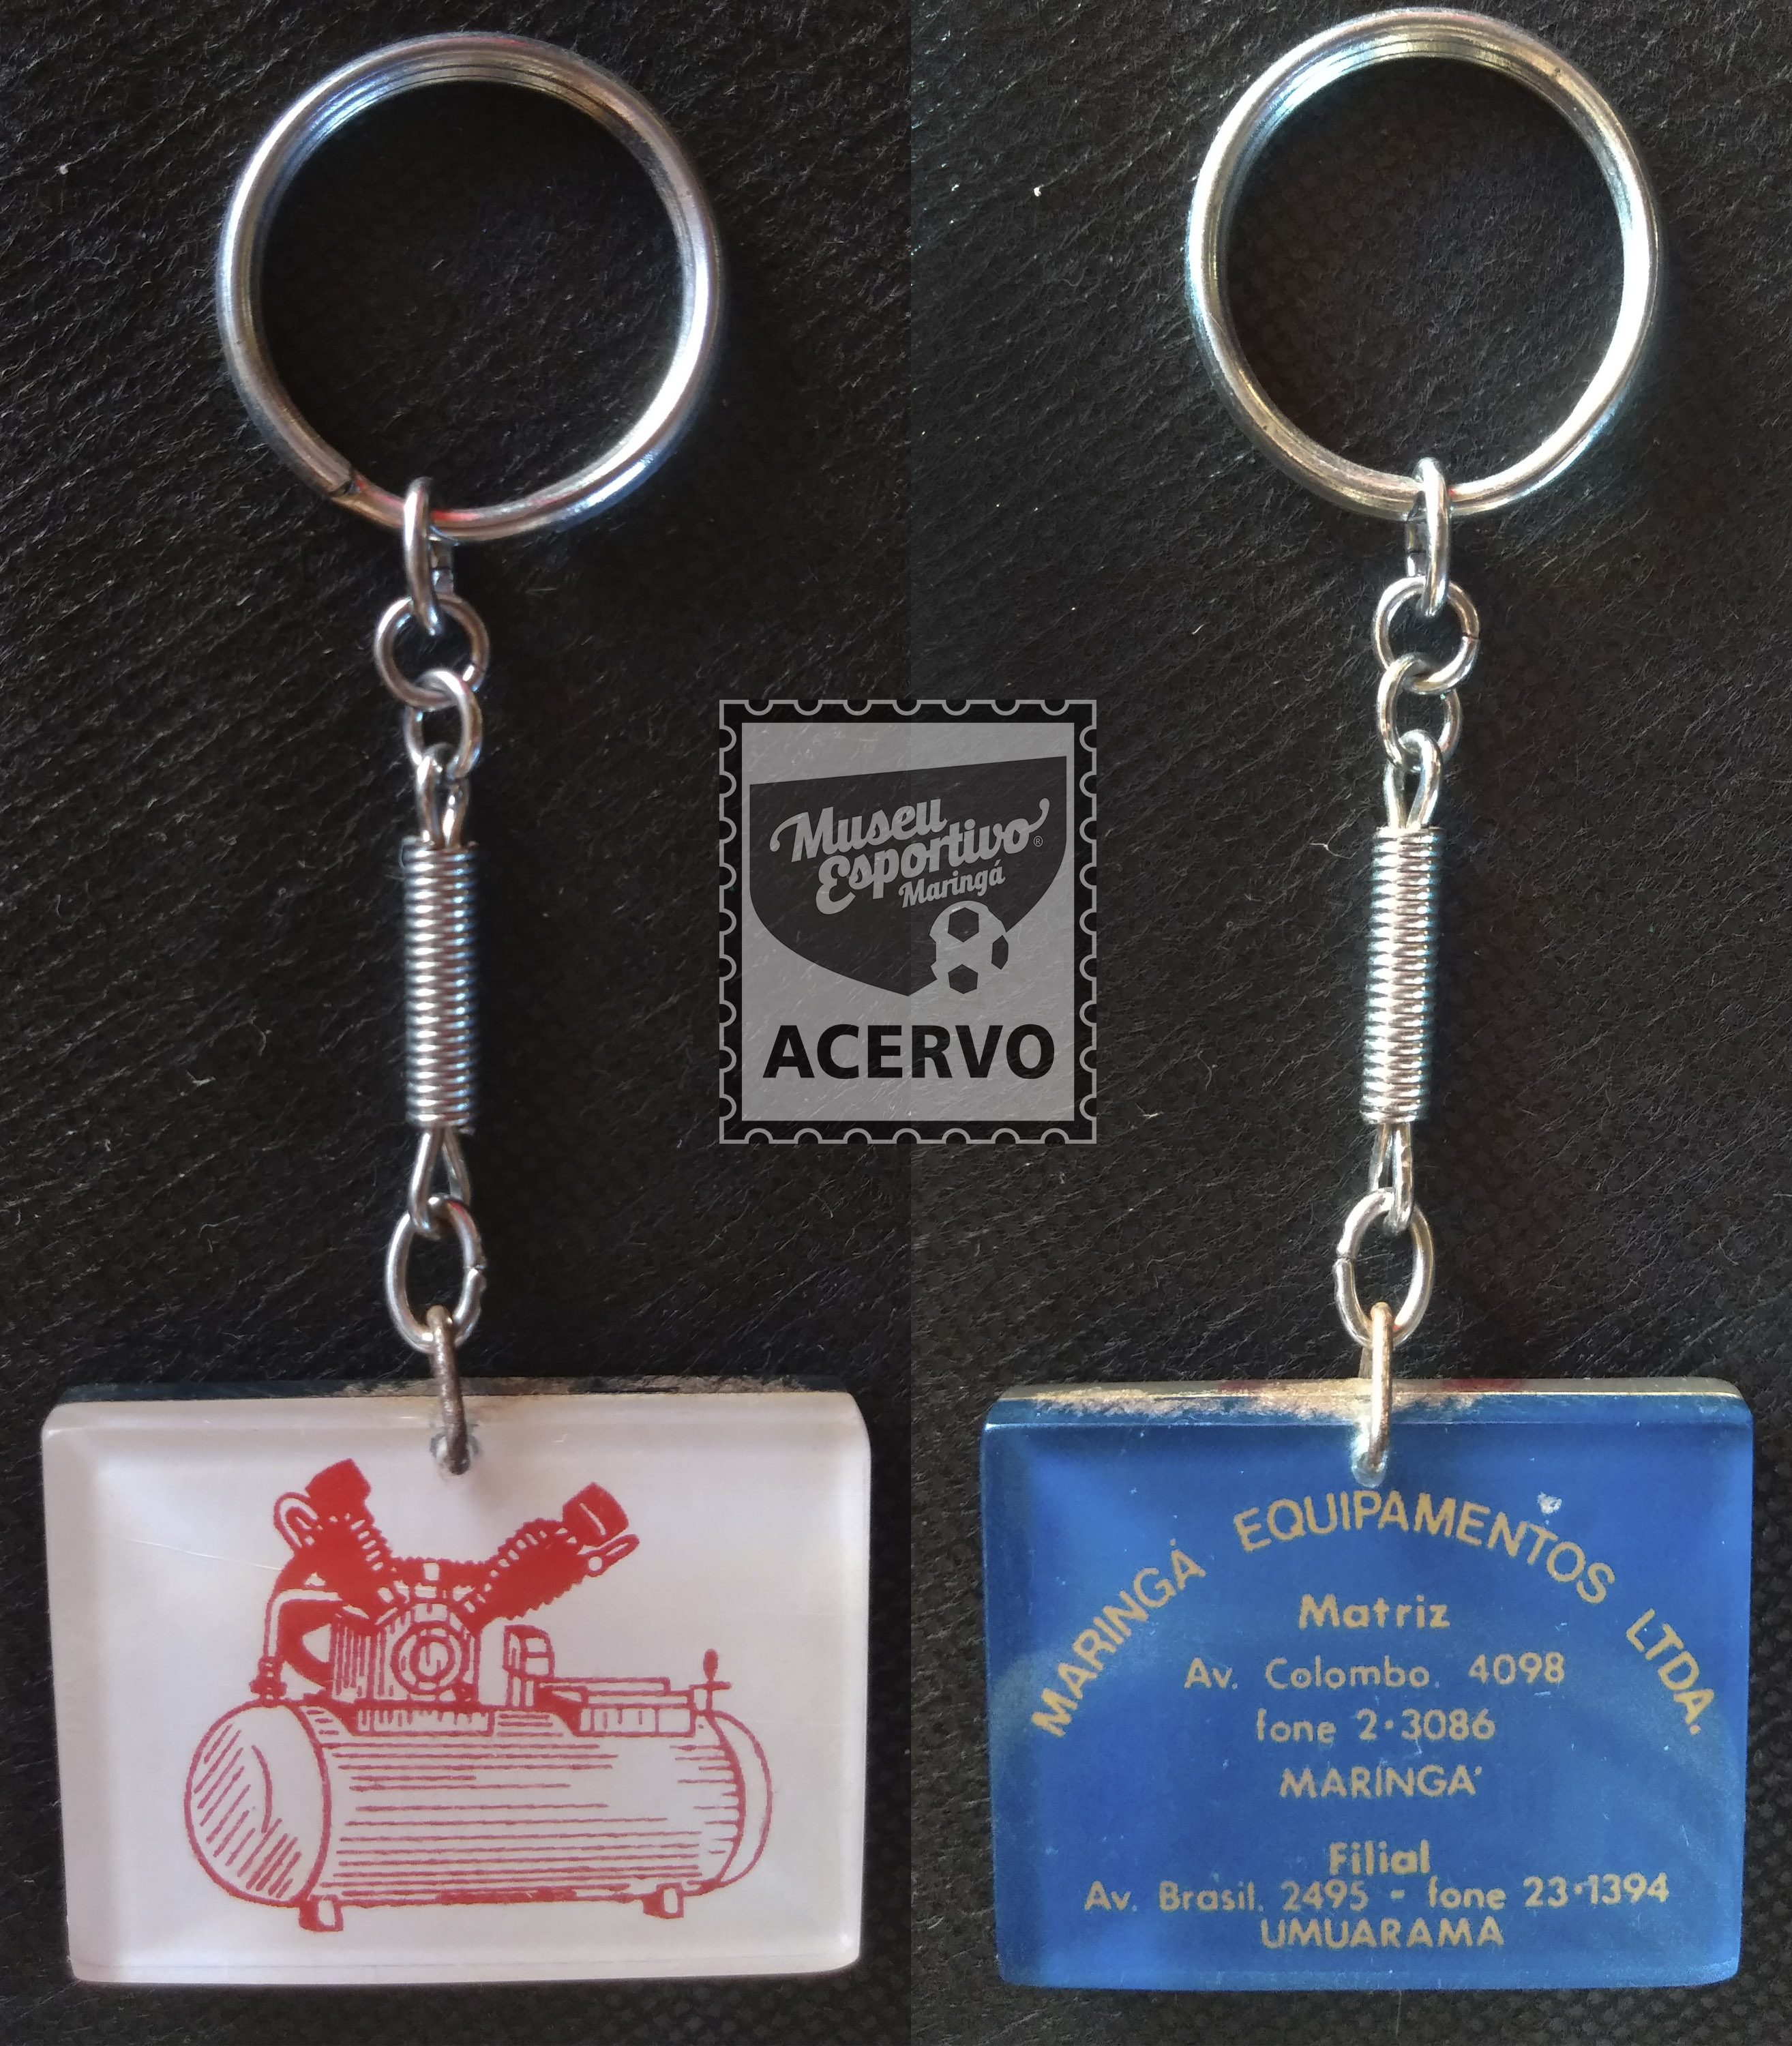 Museu
Esportivo®
Maringá
ACERVO
MARINGÁ EQUIPAMENTOS LTDA.
Matriz
Av. Colombo, 4098
fone 2·3086
MARINGA'
Filial
Av. Brasil, 2495 - fone 23·1394
UMUARAMA